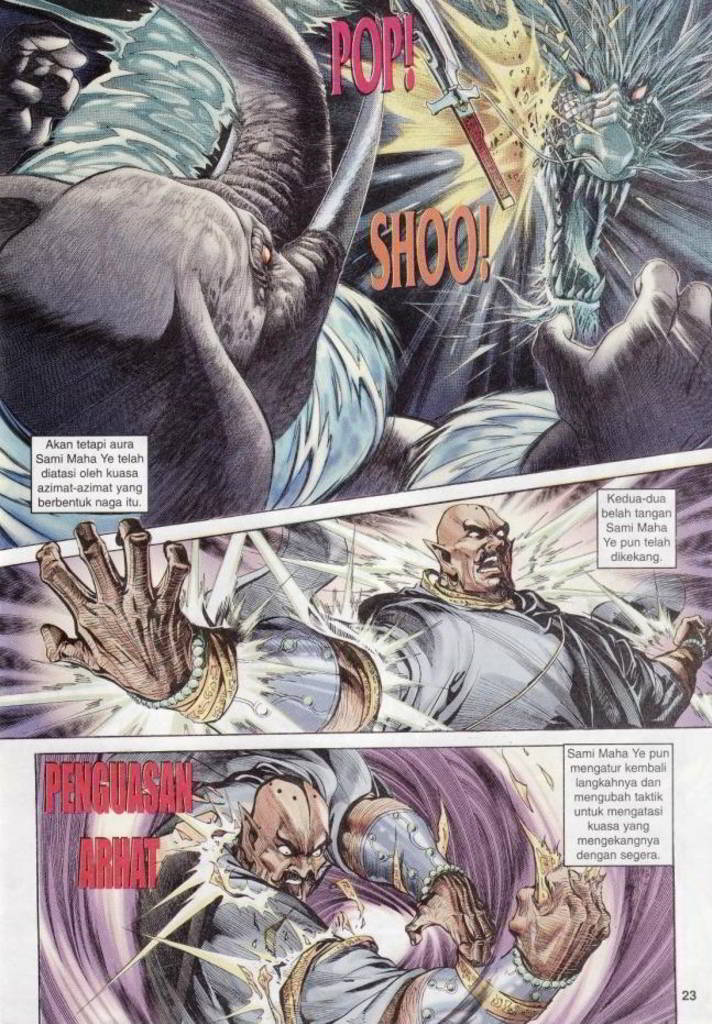 POP!
SHOO!
Akan tetapi aura
Sami Maha Ye telah
diatasi oleh kuasa
azimat-azimat yang
berbentuk naga itu.
Kedua-dua
belah tangan
Sami Maha
Ye pun telah
dikekang.
PENGUASAN
ARHAT
Sami Maha Ye pun
mengatur kembali
langkahnya dan
mengubah taktik
untuk mengatasi
kuasa yang
mengekangnya
dengan segera.
23